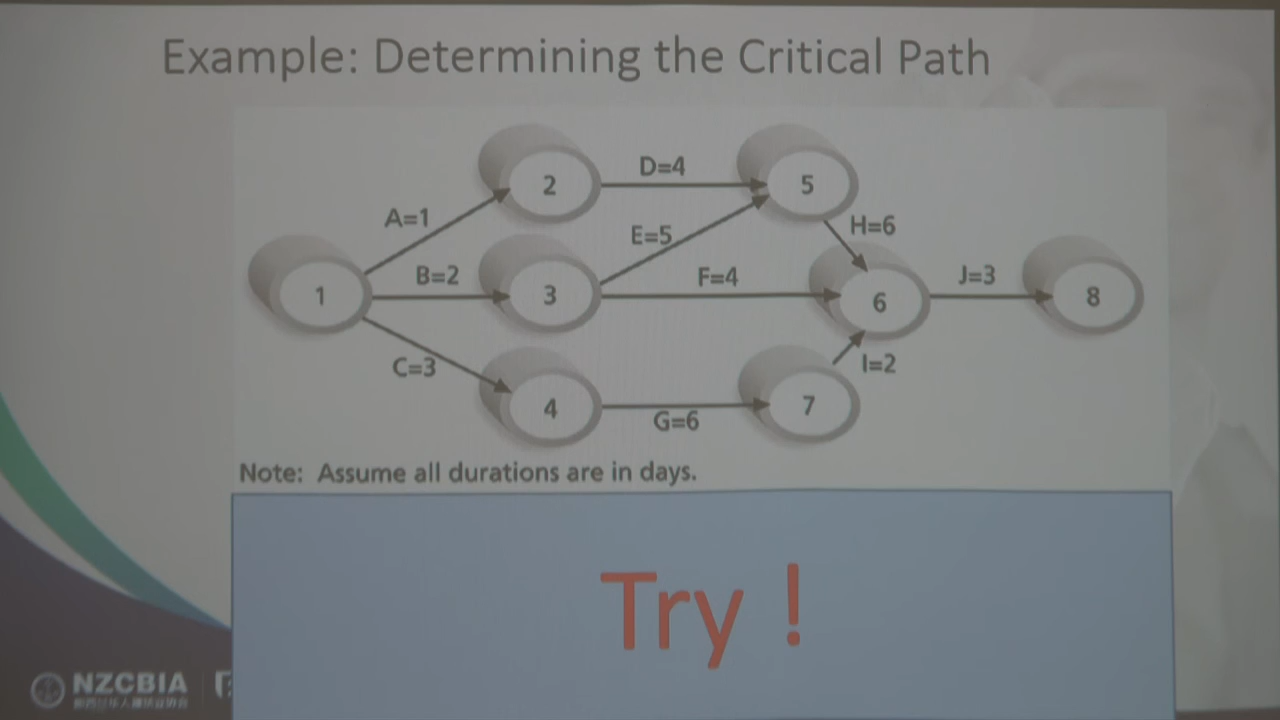 Example: Determining the Critical Path
2
D=4
5
A=1
E=5
H=6
1
B=2
3
F=4
6
J=3
8
C=3
4
G=6
7
I=2
Note: Assume all durations are in days.
Try !
NZCBIA